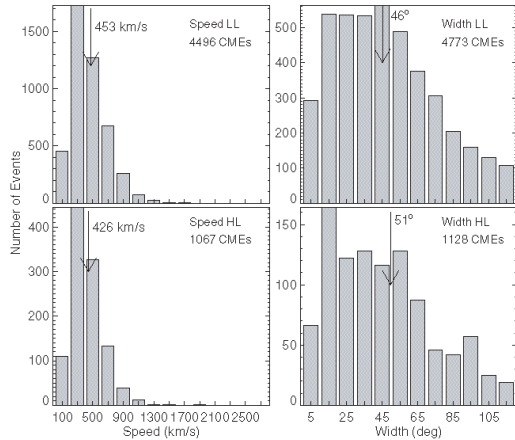 453 km/s
Speed LL
4496 CMEs
1500
1000
500
0
46°
Width LL
4773 CMEs
500
400
300
200
100
0
Number of Events
426 km/s
Speed HL
1067 CMEs
400
300
200
100
0
51°
Width HL
1128 CMEs
150
100
50
0
100 500 900 1300 1700 2100 2500
Speed (km/s)
5 25 45 65 85 105
Width (deg)